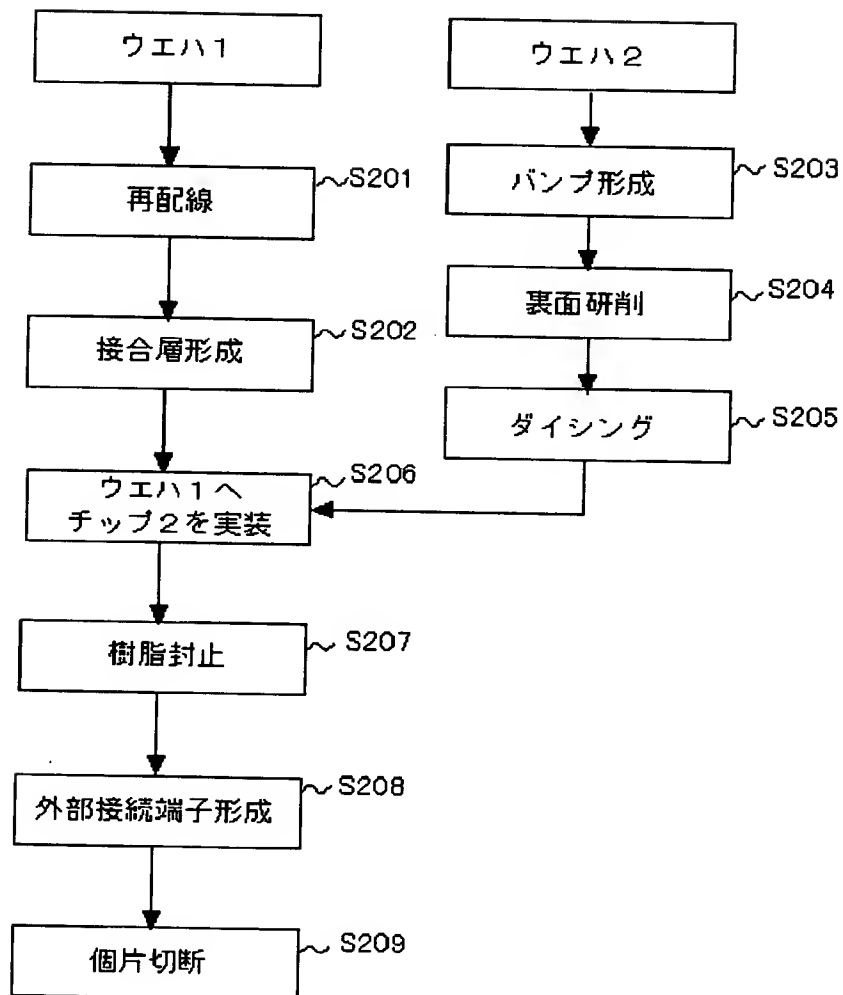 ウエハ1
ウエハ2
再配線
S201
バンプ形成
S203
接合層形成
S202
裏面研削
S204
ダイシング
S205
ウエハ1へ
チップ2を実装
S206
樹脂封止
S207
外部接続端子形成
S208
個片切断
S209